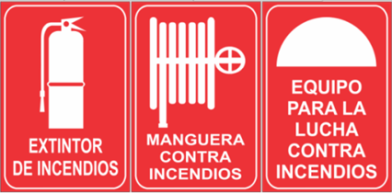 EXTINTOR
DE INCENDIOS
MANGUERA
CONTRA
INCENDIOS
EQUIPO
PARA LA
LUCHA
CONTRA
INCENDIOS